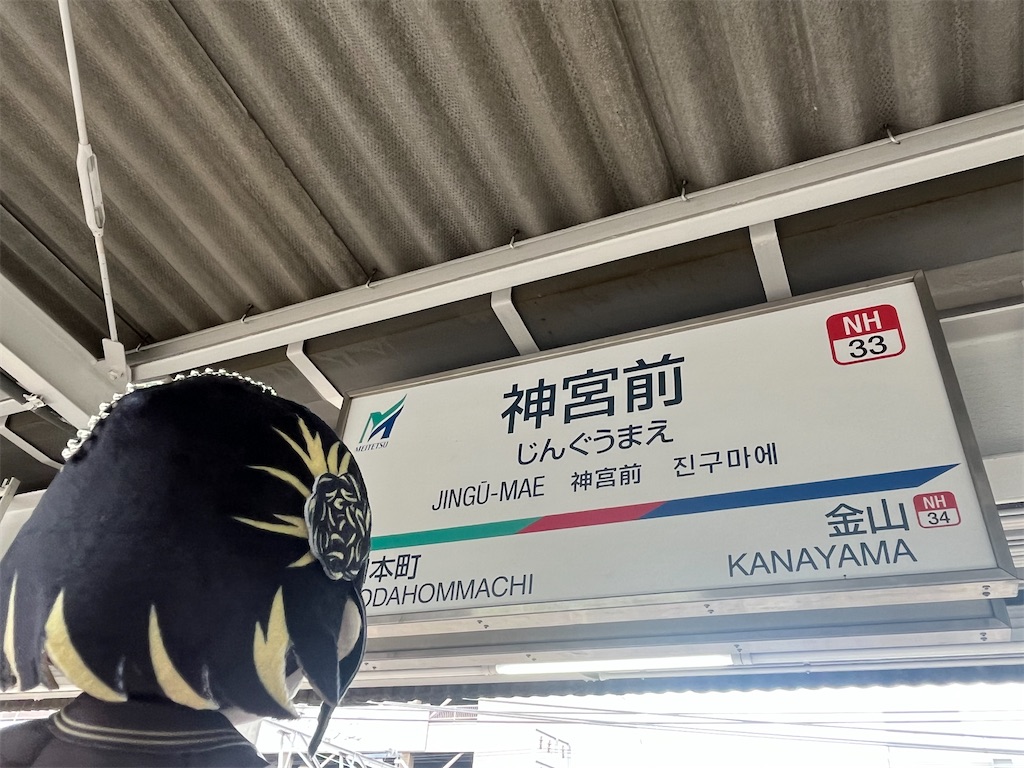 NH
33
MEITETSU
神宮前
じんぐうまえ
JINGŪ-MAE 神宮前 진구마에
本町
ODAHOMMACHI
金山 NH 34
KANAYAMA